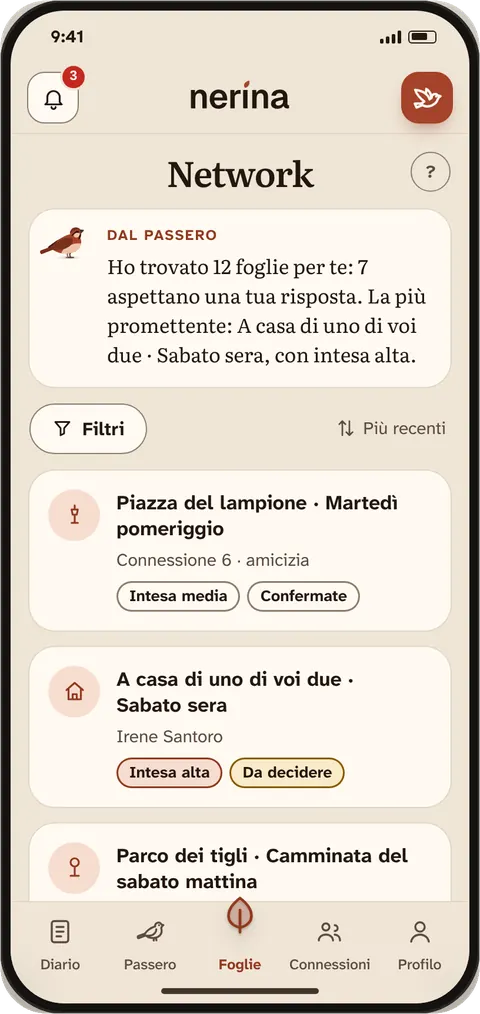 9:41
3
nerina
Network
?
DAL PASSERO
Ho trovato 12 foglie per te: 7
aspettano una tua risposta. La più
promettente: A casa di uno di voi
due · Sabato sera, con intesa alta.
Filtri
Più recenti
Piazza del lampione · Martedì
pomeriggio
Connessione 6 · amicizia
Intesa media
Confermate
A casa di uno di voi due ·
Sabato sera
Irene Santoro
Intesa alta
Da decidere
Parco dei tigli · Camminata del
sabato mattina
Diario
Passero
Foglie
Connessioni
Profilo